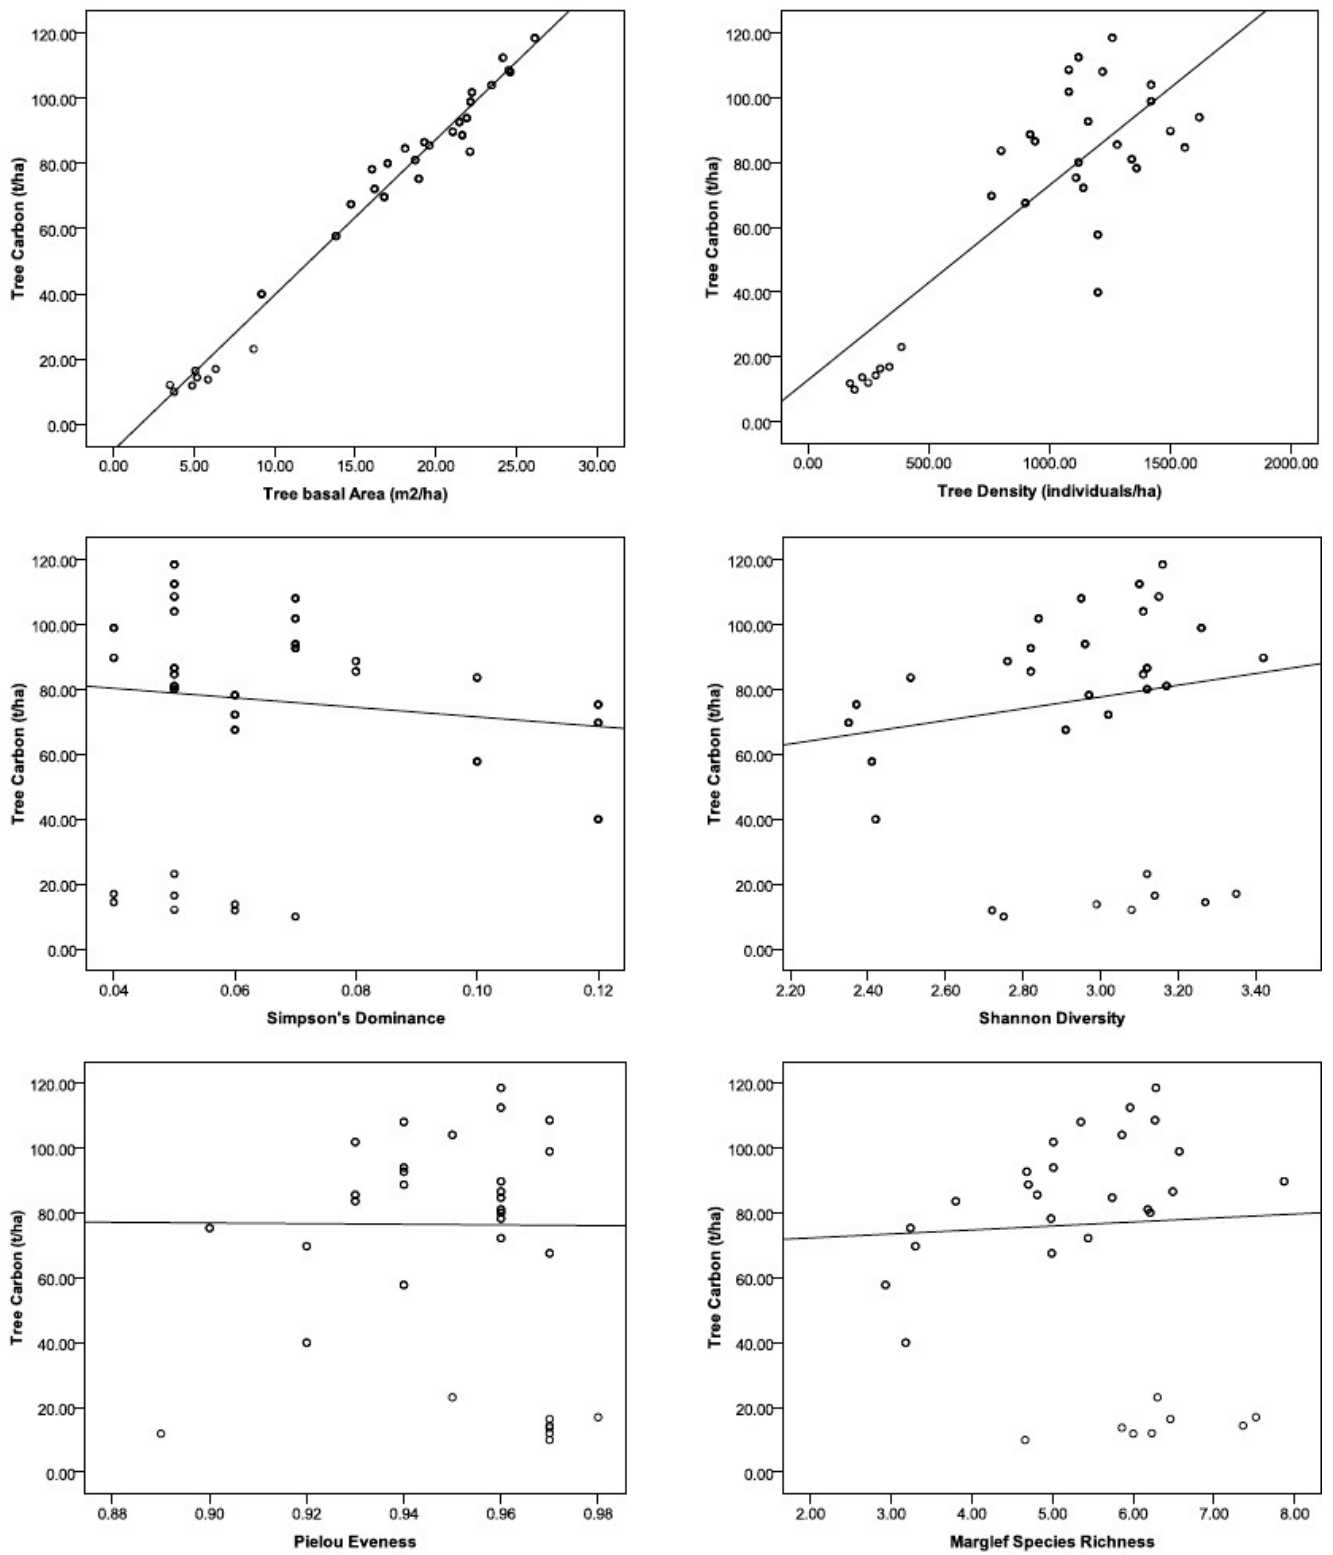 120.00
100.00
80.00
60.00
40.00
20.00
0.00
Tree Carbon (t/ha)
0.00 5.00 10.00 15.00 20.00 25.00 30.00
Tree basal Area (m2/ha)
120.00
100.00
80.00
60.00
40.00
20.00
0.00
Tree Carbon (t/ha)
0.00 500.00 1000.00 1500.00 2000.00
Tree Density (individuals/ha)
120.00
100.00
80.00
60.00
40.00
20.00
0.00
Tree Carbon (t/ha)
0.04 0.06 0.08 0.10 0.12
Simpson's Dominance
120.00
100.00
80.00
60.00
40.00
20.00
0.00
Tree Carbon (t/ha)
2.20 2.40 2.60 2.80 3.00 3.20 3.40
Shannon Diversity
120.00
100.00
80.00
60.00
40.00
20.00
0.00
Tree Carbon (t/ha)
0.88 0.90 0.92 0.94 0.96 0.98
Pielou Eveness
120.00
100.00
80.00
60.00
40.00
20.00
0.00
Tree Carbon (t/ha)
2.00 3.00 4.00 5.00 6.00 7.00 8.00
Marglef Species Richness